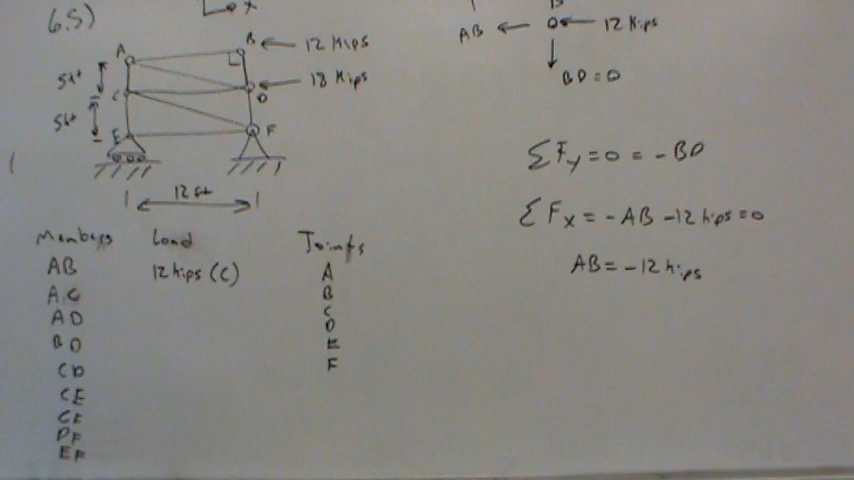 6.5)
x
A
B
12 Kips
5ft
18 Kips
C
D
5ft
E
F
12 ft
Members Load Joints
AB 12 kips (C) A
AC B
AD C
BD D
CD E
CE F
CF
DF
EF
AB 12 Kips
BD = 0
ΣFy = 0 = -BD
ΣFx = -AB -12 kips = 0
AB = -12 kips